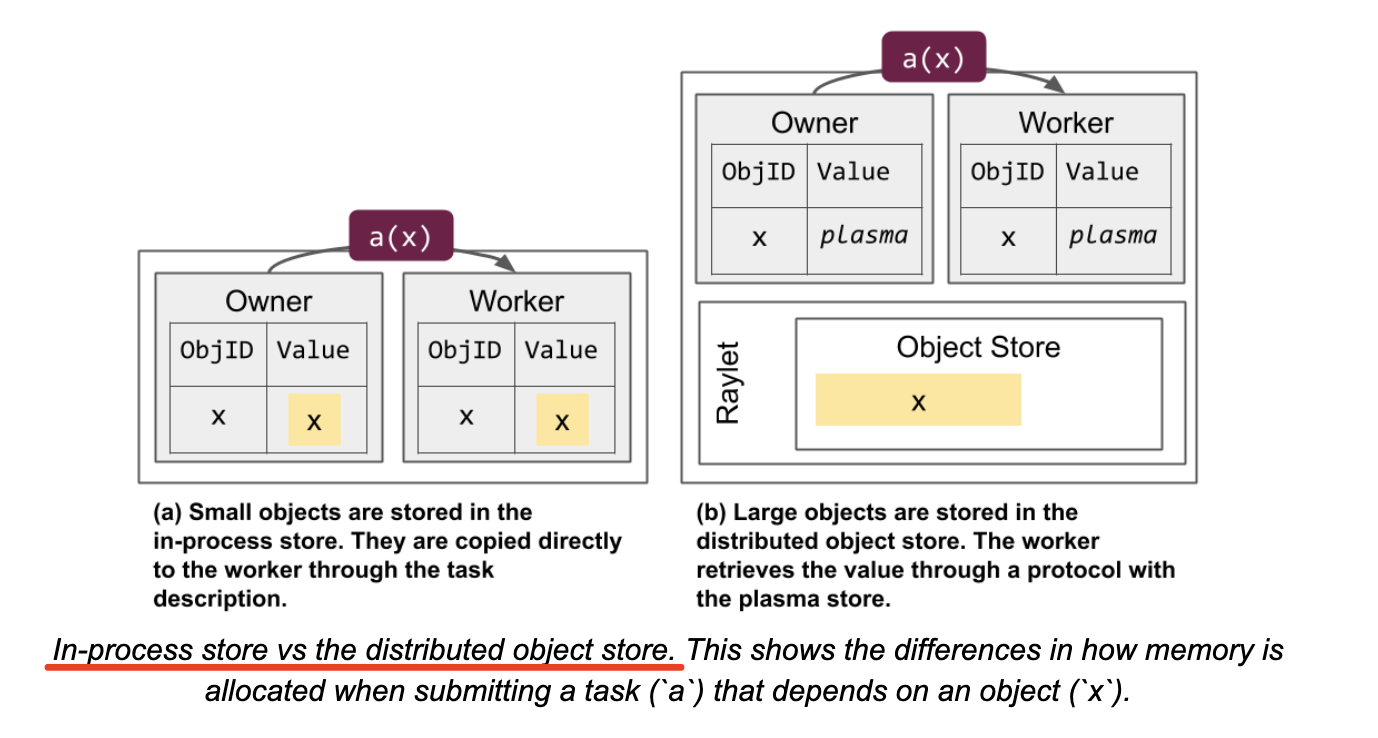 a(x)
Owner
ObjID Value
x x
Worker
ObjID Value
x x
(a) Small objects are stored in the
in-process store. They are copied directly
to the worker through the task
description.
a(x)
Owner
ObjID Value
x plasma
Worker
ObjID Value
x plasma
Raylet
Object Store
x
(b) Large objects are stored in the
distributed object store. The worker
retrieves the value through a protocol with
the plasma store.
In-process store vs the distributed object store. This shows the differences in how memory is
allocated when submitting a task (`a`) that depends on an object (`x`).